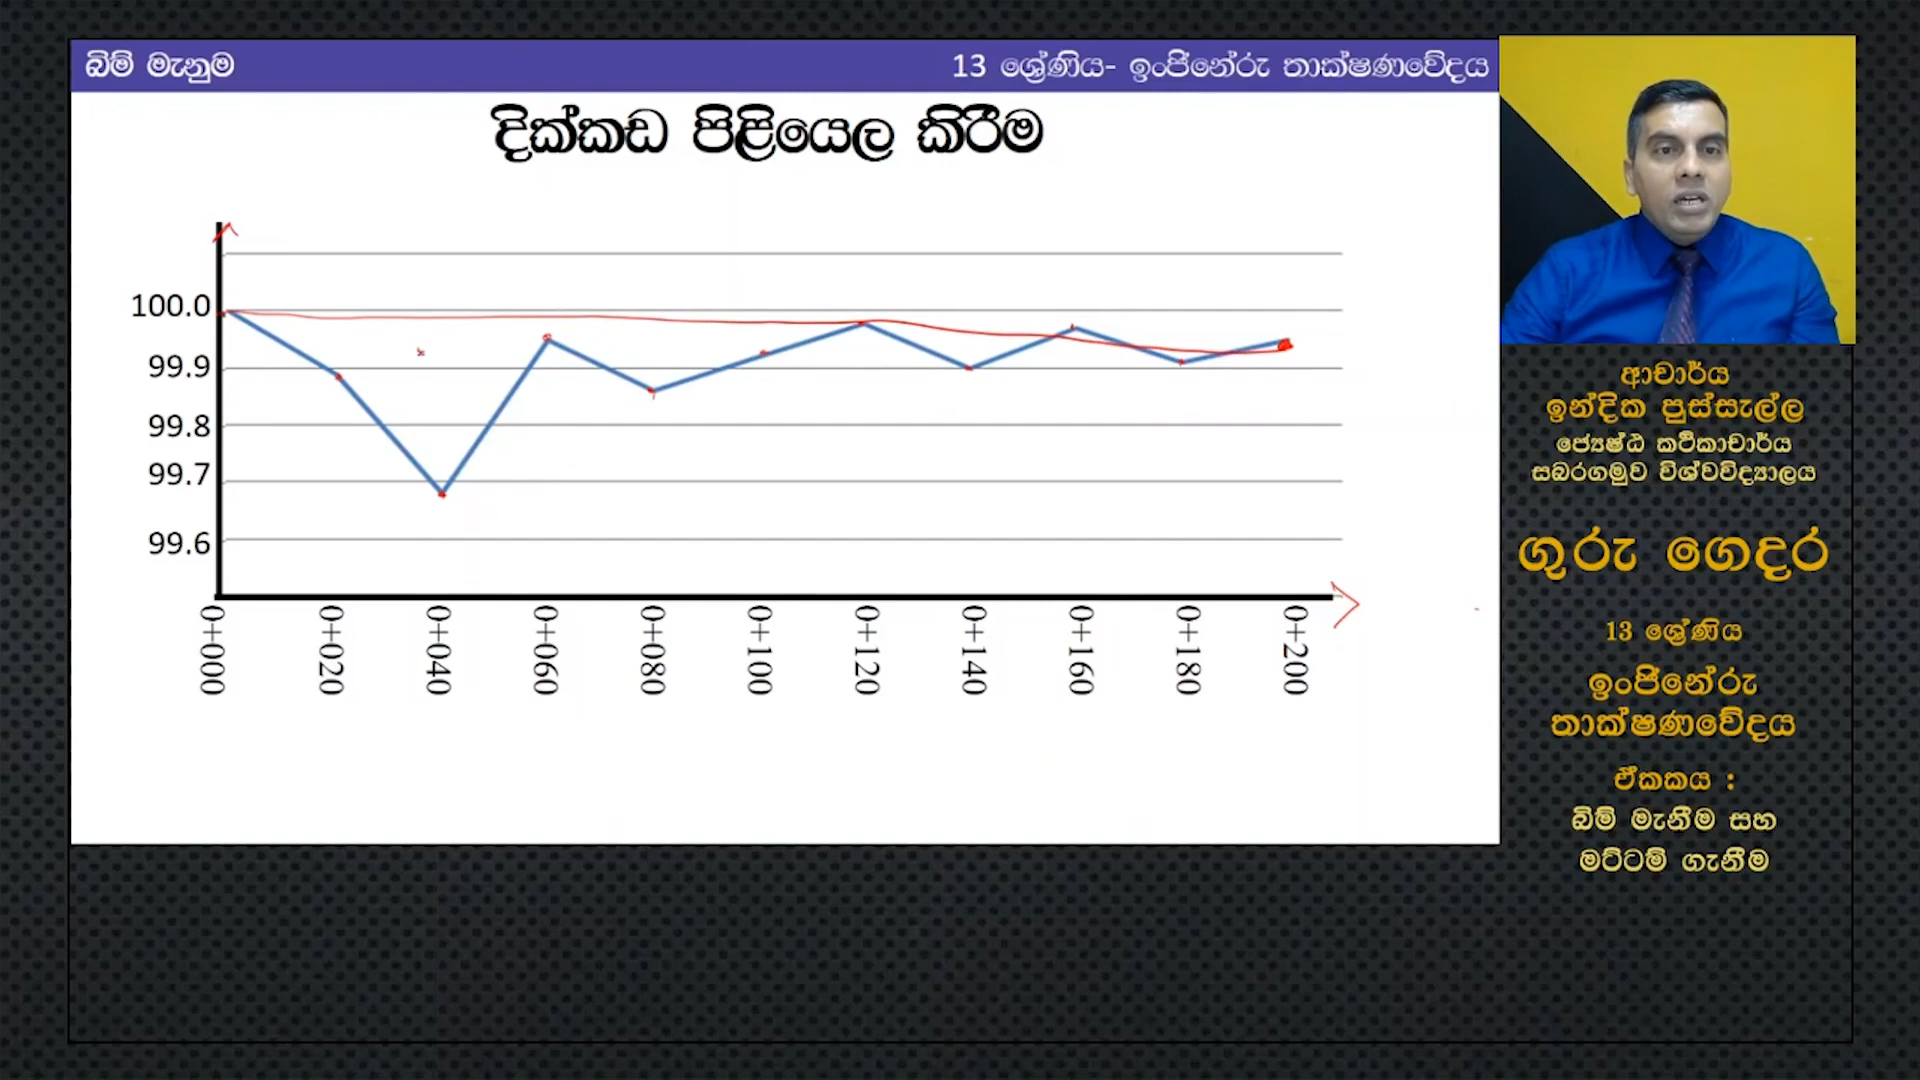 බිම් මැනුම
13 ශ්‍රේණිය- ඉංජිනේරු තාක්ෂණවේදය
දික්කඩ පිළියෙල කිරීම
100.0
99.9
99.8
99.7
99.6
0+000
0+020
0+040
0+060
0+080
0+100
0+120
0+140
0+160
0+180
0+200
ආචාර්ය
ඉන්දික පුස්සැල්ල
ජ්‍යෙෂ්ඨ කථිකාචාර්ය
සබරගමුව විශ්වවිද්‍යාලය
ගුරු ගෙදර
13 ශ්‍රේණිය
ඉංජිනේරු
තාක්ෂණවේදය
ඒකකය :
බිම් මැනීම සහ
මට්ටම් ගැනීම